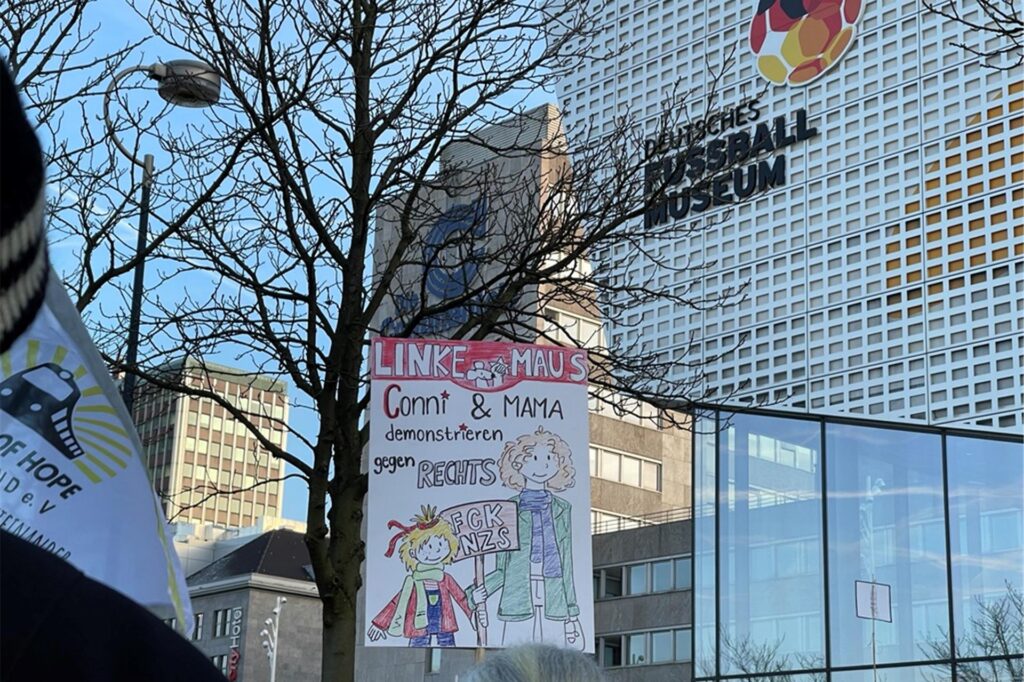 DEUTSCHES
FUSSBALL
MUSEUM
LINKE MAUS
Conni & MAMA
demonstrieren
gegen RECHTS
FCK
NZS
OF HOPE
e.V